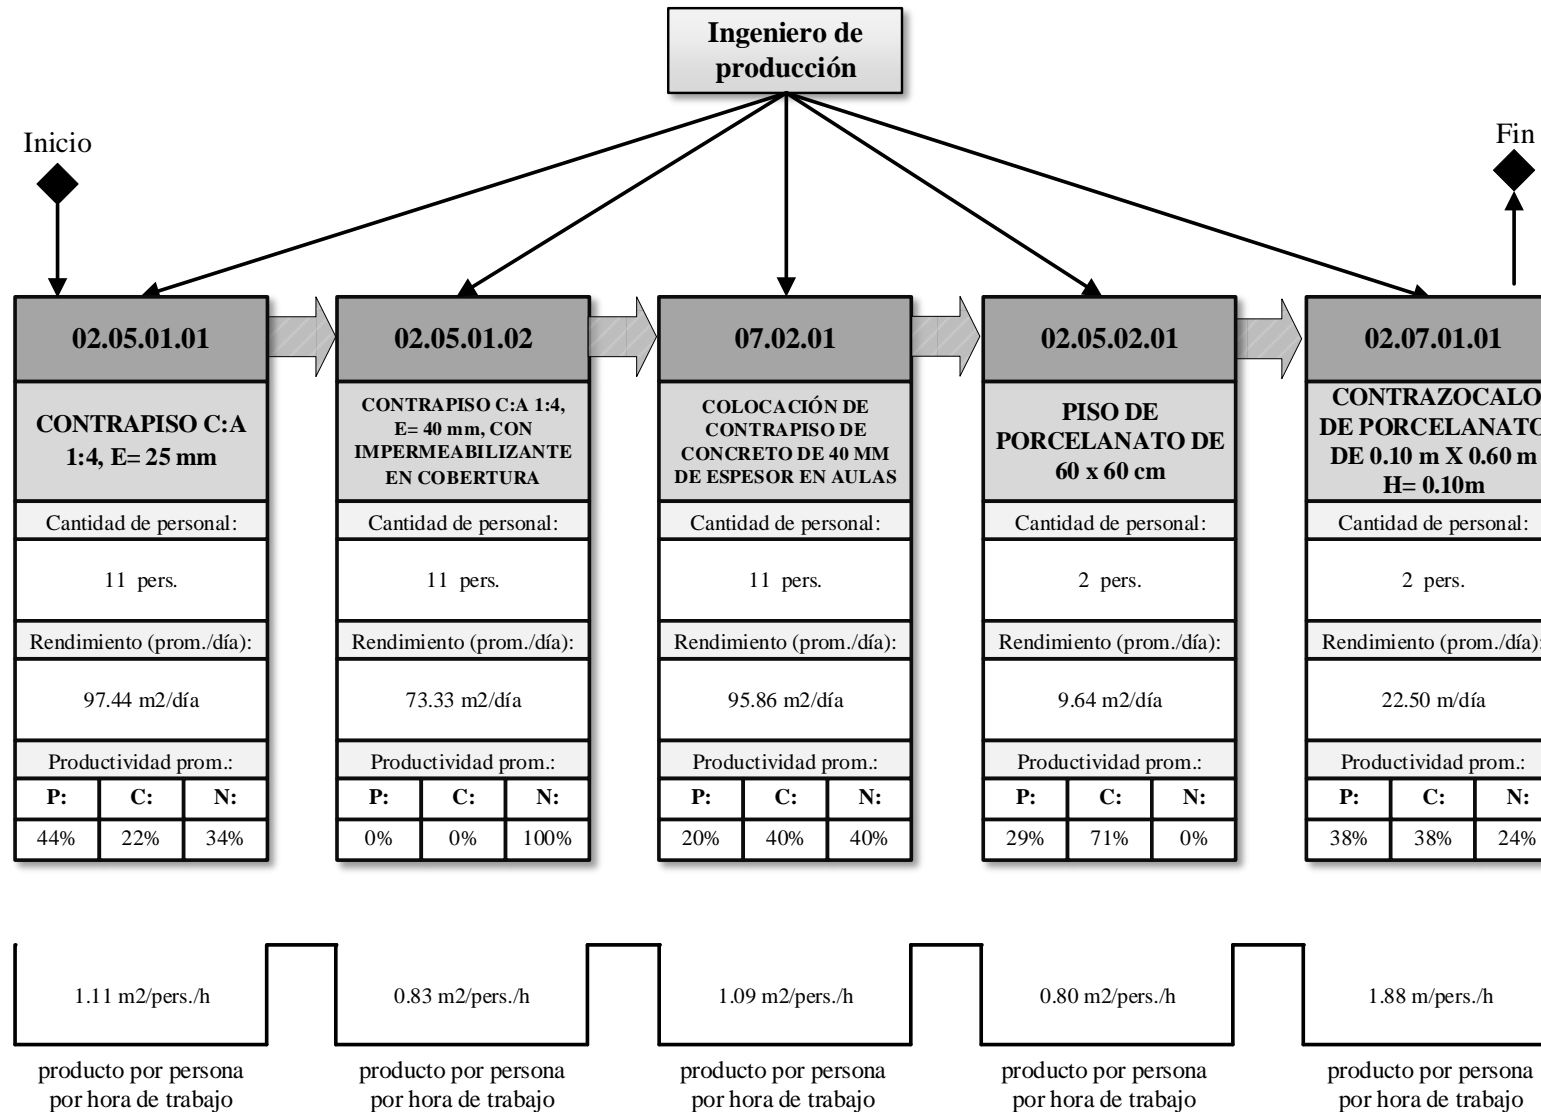 Ingeniero de
producción
Inicio
Fin
02.05.01.01
CONTRAPISO C:A
1:4, E= 25 mm
Cantidad de personal:
11 pers.
Rendimiento (prom./día):
97.44 m2/día
Productividad prom.:
P: C: N:
44% 22% 34%
02.05.01.02
CONTRAPISO C:A 1:4,
E= 40 mm, CON
IMPERMEABILIZANTE
EN COBERTURA
Cantidad de personal:
11 pers.
Rendimiento (prom./día):
73.33 m2/día
Productividad prom.:
P: C: N:
0% 0% 100%
07.02.01
COLOCACIÓN DE
CONTRAPISO DE
CONCRETO DE 40 MM
DE ESPESOR EN AULAS
Cantidad de personal:
11 pers.
Rendimiento (prom./día):
95.86 m2/día
Productividad prom.:
P: C: N:
20% 40% 40%
02.05.02.01
PISO DE
PORCELANATO DE
60 x 60 cm
Cantidad de personal:
2 pers.
Rendimiento (prom./día):
9.64 m2/día
Productividad prom.:
P: C: N:
29% 71% 0%
02.07.01.01
CONTRAZOCALO
DE PORCELANATO
DE 0.10 m X 0.60 m
H= 0.10m
Cantidad de personal:
2 pers.
Rendimiento (prom./día):
22.50 m/día
Productividad prom.:
P: C: N:
38% 38% 24%
1.11 m2/pers./h
producto por persona
por hora de trabajo
0.83 m2/pers./h
producto por persona
por hora de trabajo
1.09 m2/pers./h
producto por persona
por hora de trabajo
0.80 m2/pers./h
producto por persona
por hora de trabajo
1.88 m/pers./h
producto por persona
por hora de trabajo